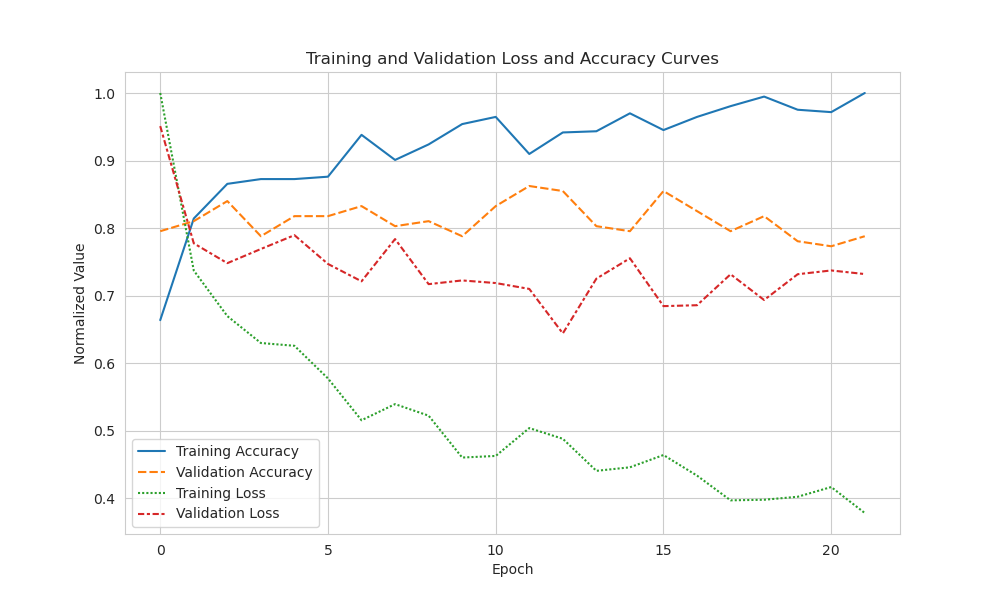 Training and Validation Loss and Accuracy Curves
Normalized Value
1.0
0.9
0.8
0.7
0.6
0.5
0.4
Training Accuracy
Validation Accuracy
Training Loss
Validation Loss
0
5
10
15
20
Epoch